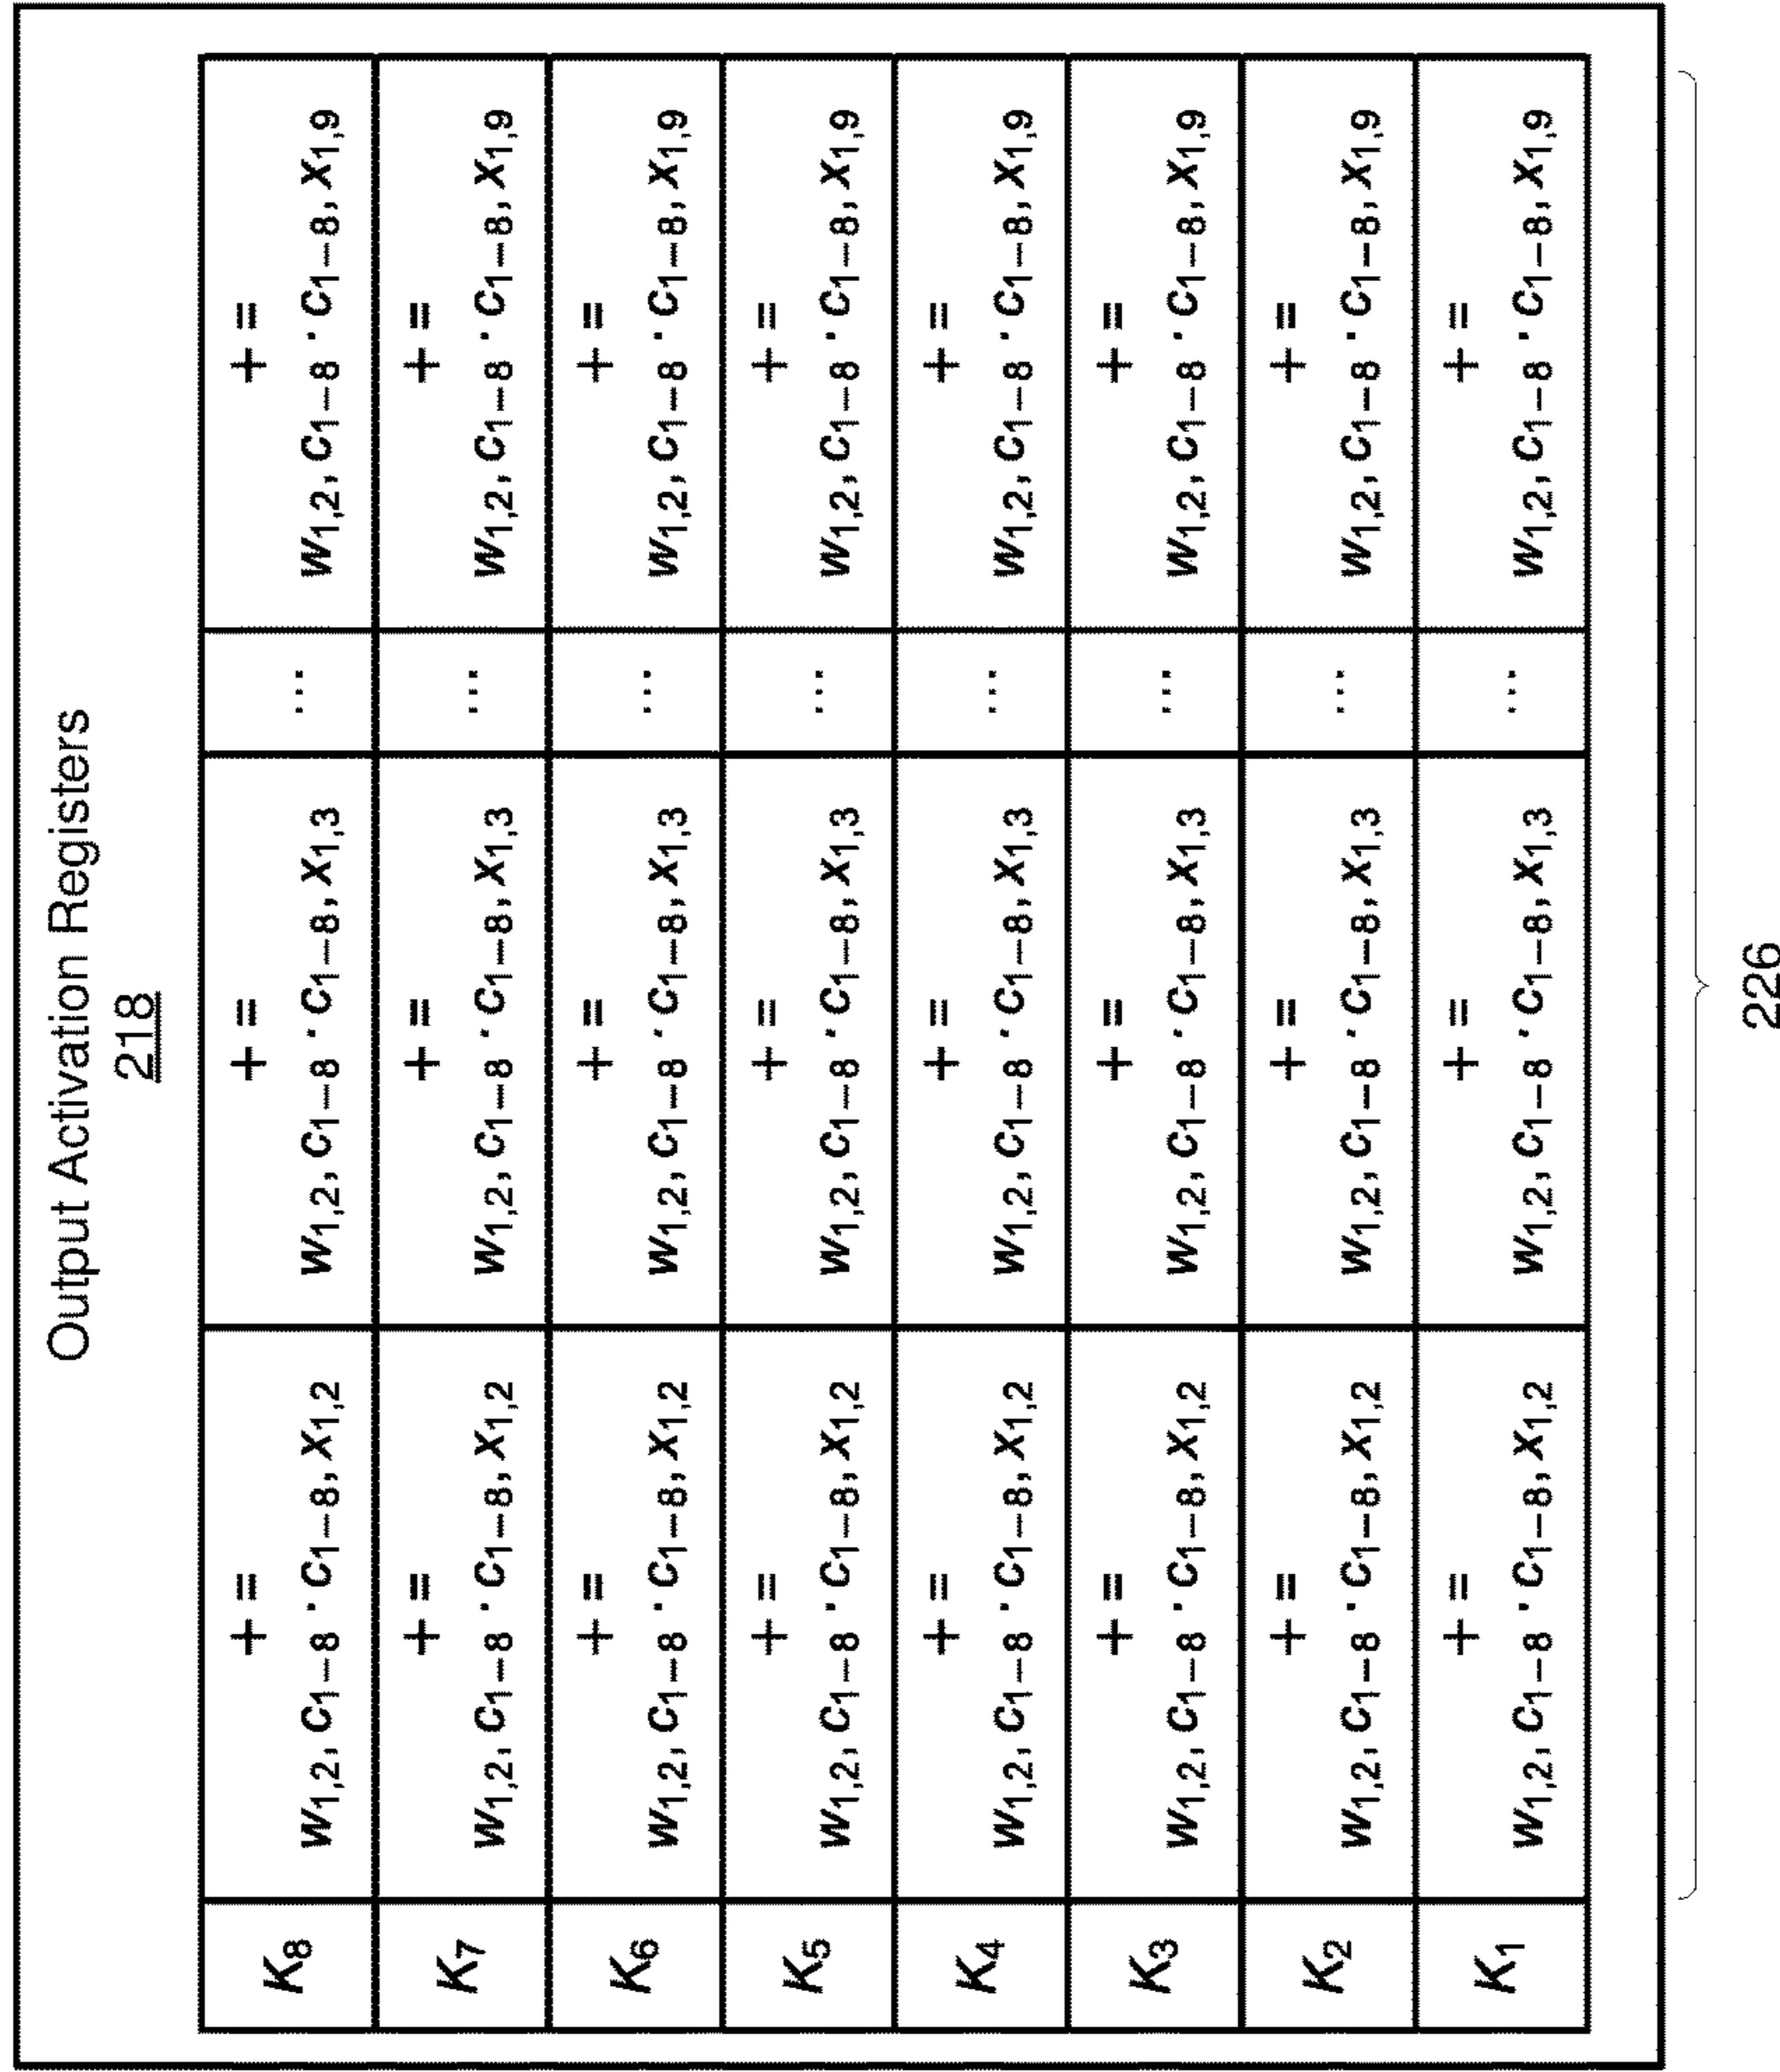 Output Activation Registers
218
K8 += W1,2, C1–8 · C1–8, X1,2 += W1,2, C1–8 · C1–8, X1,3 ... += W1,2, C1–8 · C1–8, X1,9
K7 += W1,2, C1–8 · C1–8, X1,2 += W1,2, C1–8 · C1–8, X1,3 ... += W1,2, C1–8 · C1–8, X1,9
K6 += W1,2, C1–8 · C1–8, X1,2 += W1,2, C1–8 · C1–8, X1,3 ... += W1,2, C1–8 · C1–8, X1,9
K5 += W1,2, C1–8 · C1–8, X1,2 += W1,2, C1–8 · C1–8, X1,3 ... += W1,2, C1–8 · C1–8, X1,9
K4 += W1,2, C1–8 · C1–8, X1,2 += W1,2, C1–8 · C1–8, X1,3 ... += W1,2, C1–8 · C1–8, X1,9
K3 += W1,2, C1–8 · C1–8, X1,2 += W1,2, C1–8 · C1–8, X1,3 ... += W1,2, C1–8 · C1–8, X1,9
K2 += W1,2, C1–8 · C1–8, X1,2 += W1,2, C1–8 · C1–8, X1,3 ... += W1,2, C1–8 · C1–8, X1,9
K1 += W1,2, C1–8 · C1–8, X1,2 += W1,2, C1–8 · C1–8, X1,3 ... += W1,2, C1–8 · C1–8, X1,9
226